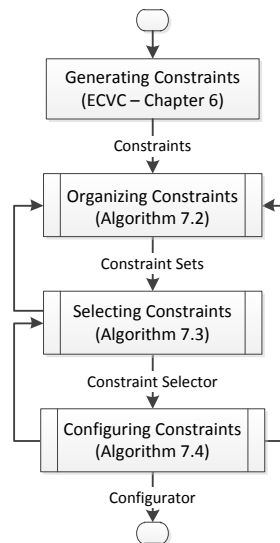 Generating Constraints
(ECVC – Chapter 6)
Constraints
Organizing Constraints
(Algorithm 7.2)
Constraint Sets
Selecting Constraints
(Algorithm 7.3)
Constraint Selector
Configuring Constraints
(Algorithm 7.4)
Configurator